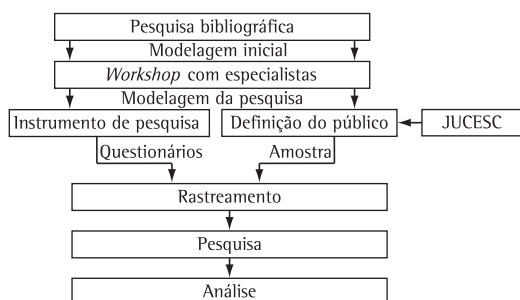 Pesquisa bibliográfica
Modelagem inicial
Workshop com especialistas
Modelagem da pesquisa
Instrumento de pesquisa
Definição do público
JUCESC
Questionários
Amostra
Rastreamento
Pesquisa
Análise